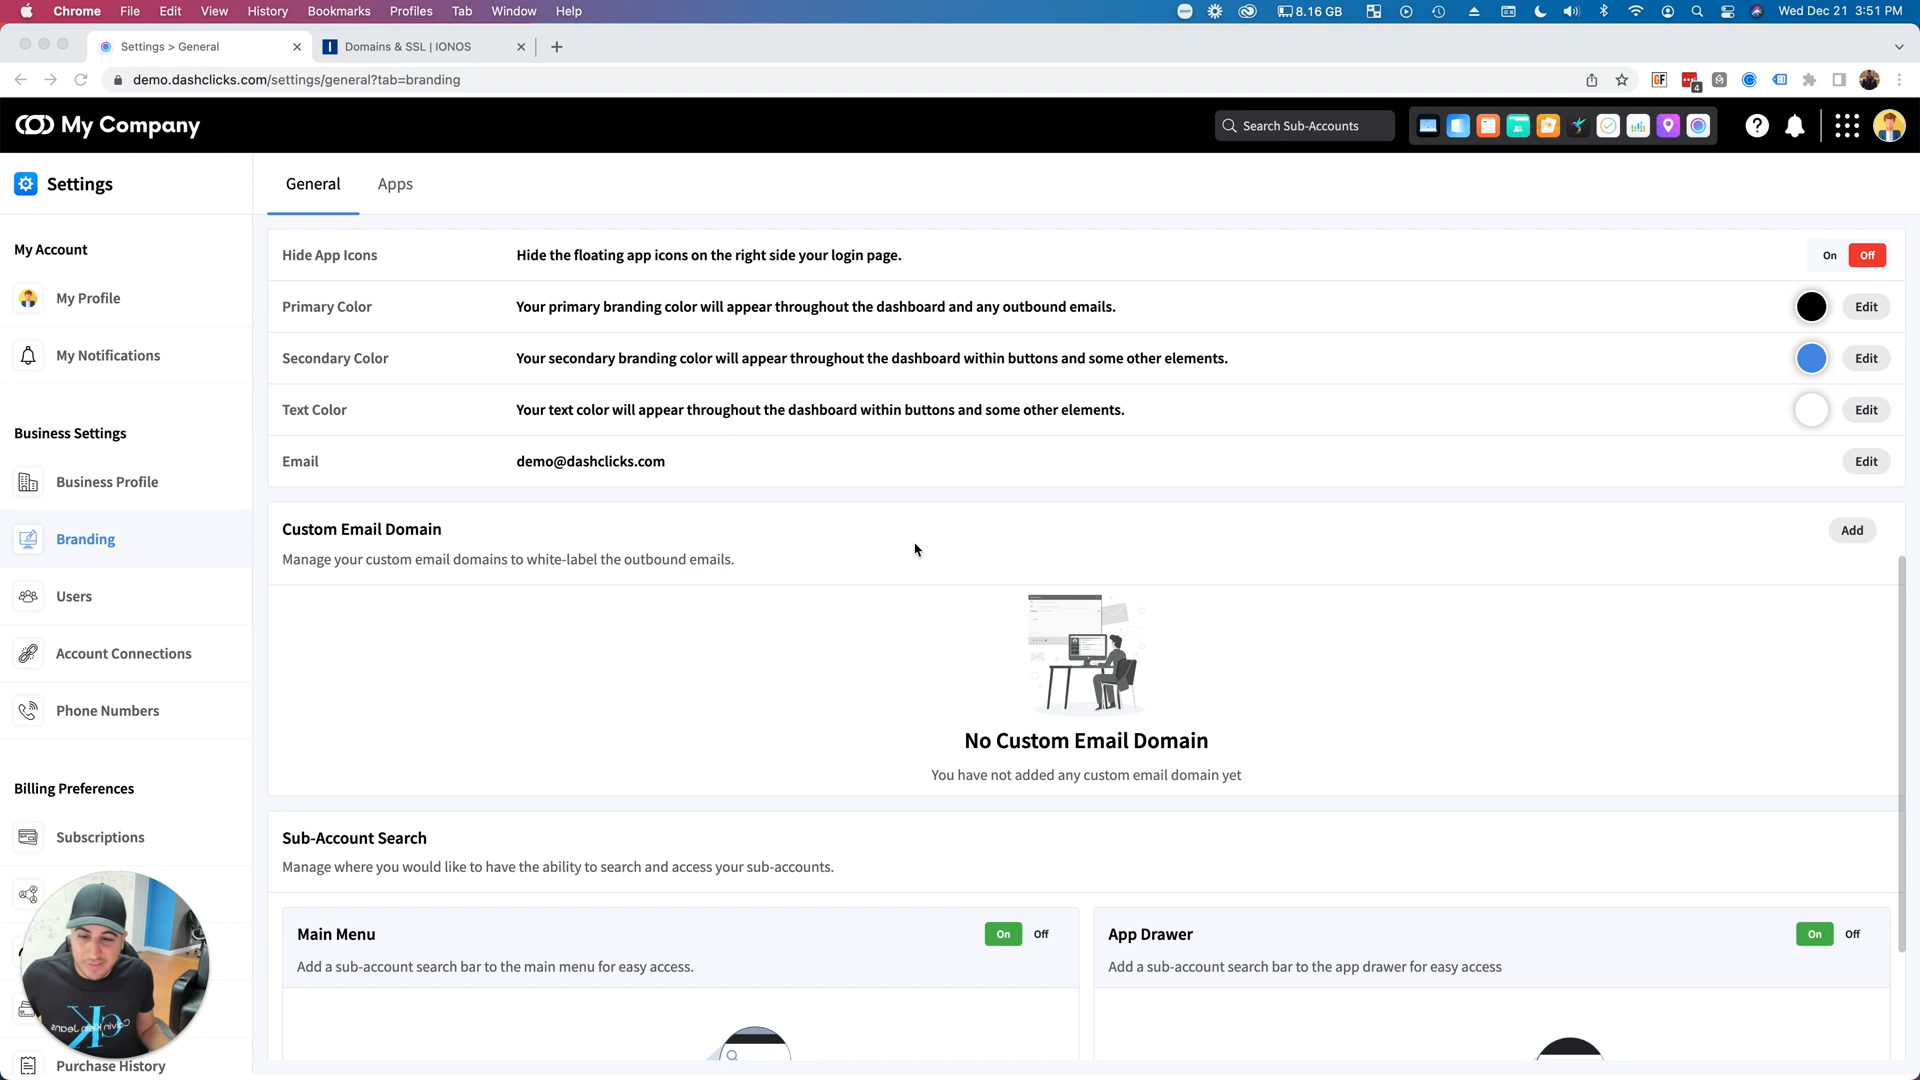 Chrome File Edit View History Bookmarks Profiles Tab Window Help 8.16 GB Wed Dec 21 3:51 PM
Settings > General Domains & SSL | IONOS
demo.dashclicks.com/settings/general?tab=branding GF 4
My Company Search Sub-Accounts
Settings General Apps
My Account
My Profile
My Notifications
Business Settings
Business Profile
Branding
Users
Account Connections
Phone Numbers
Billing Preferences
Subscriptions
Purchase History
Hide App Icons Hide the floating app icons on the right side your login page. On Off
Primary Color Your primary branding color will appear throughout the dashboard and any outbound emails. Edit
Secondary Color Your secondary branding color will appear throughout the dashboard within buttons and some other elements. Edit
Text Color Your text color will appear throughout the dashboard within buttons and some other elements. Edit
Email demo@dashclicks.com Edit
Custom Email Domain Add
Manage your custom email domains to white-label the outbound emails.
No Custom Email Domain
You have not added any custom email domain yet
Sub-Account Search
Manage where you would like to have the ability to search and access your sub-accounts.
Main Menu On Off
Add a sub-account search bar to the main menu for easy access.
App Drawer On Off
Add a sub-account search bar to the app drawer for easy access